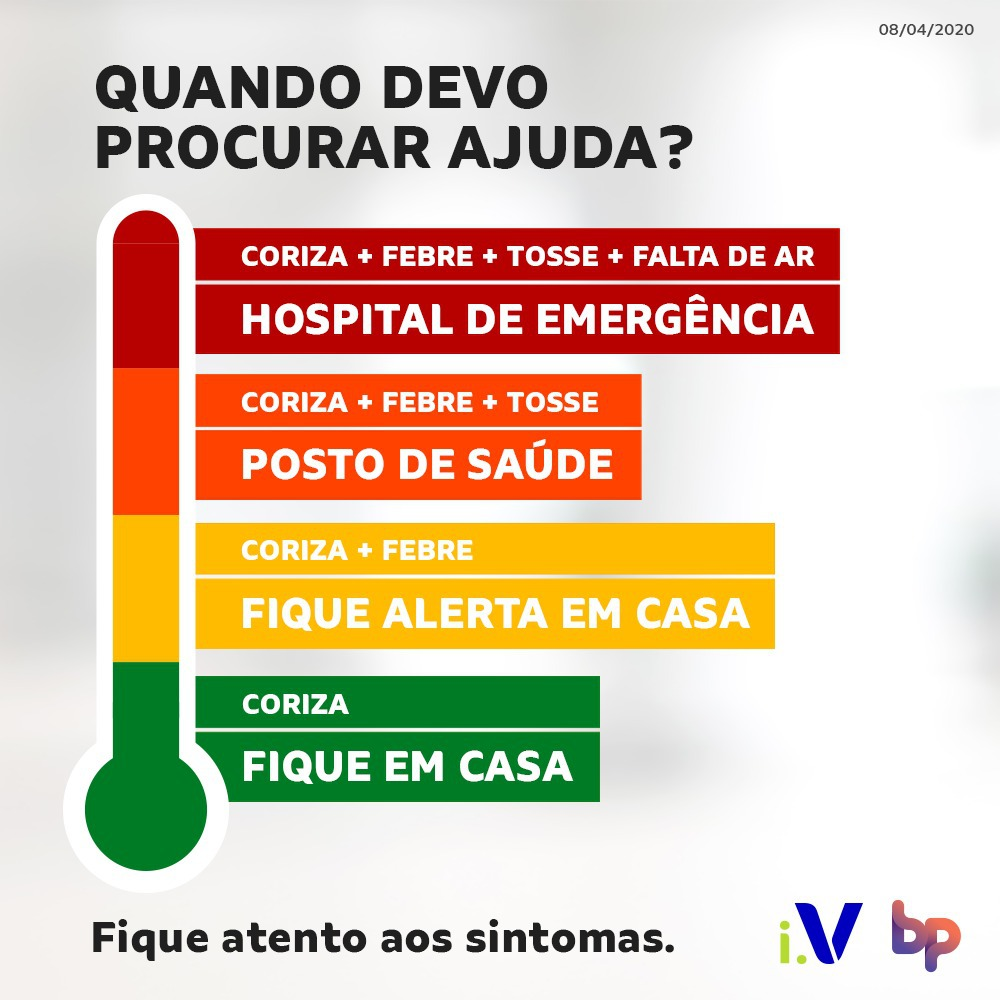 08/04/2020
QUANDO DEVO
PROCURAR AJUDA?
CORIZA + FEBRE + TOSSE + FALTA DE AR
HOSPITAL DE EMERGÊNCIA
CORIZA + FEBRE + TOSSE
POSTO DE SAÚDE
CORIZA + FEBRE
FIQUE ALERTA EM CASA
CORIZA
FIQUE EM CASA
Fique atento aos sintomas.
i.V bp